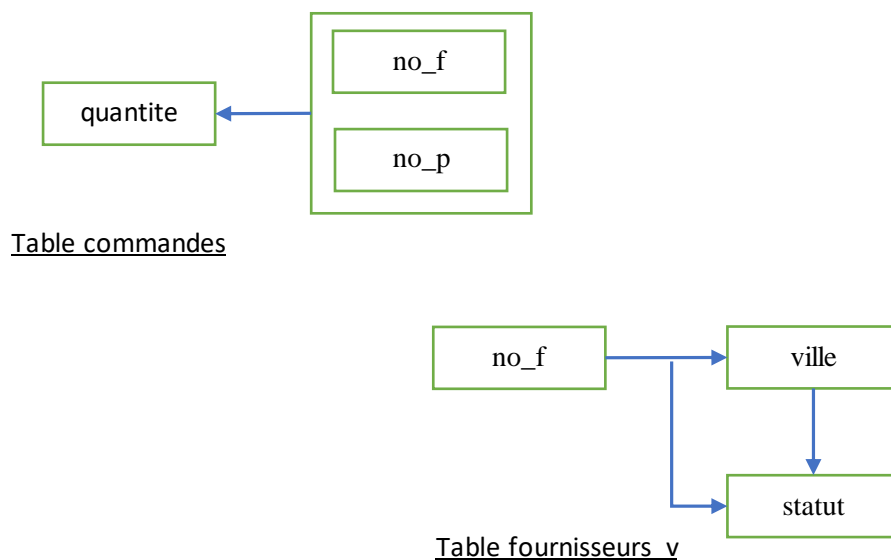 no_f
quantite
no_p
Table commandes
no_f
ville
statut
Table fournisseurs_v